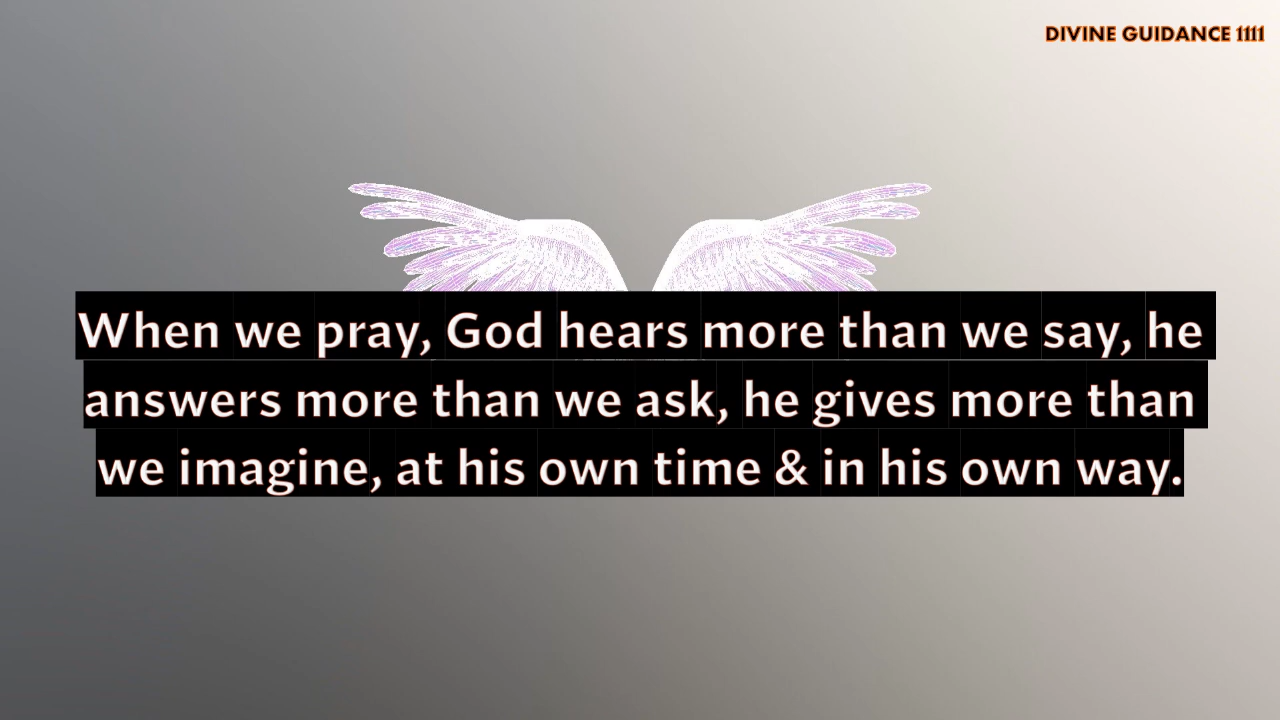 DIVINE GUIDANCE 1111
When we pray, God hears more than we say, he
answers more than we ask, he gives more than
we imagine, at his own time & in his own way.